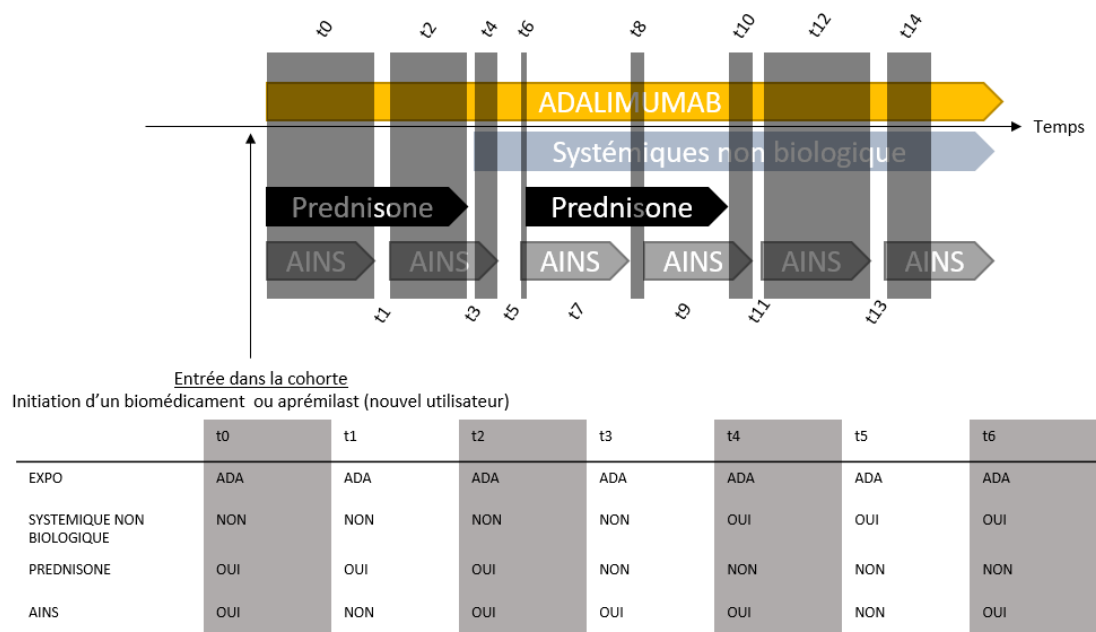 t0 t2 t4 t6 t8 t10 t12 t14
ADALIMUMAB
Temps
Systémiques non biologique
Prednisone Prednisone
AINS AINS AINS AINS AINS AINS
t1 t3 t5 t7 t9 t11 t13
Entrée dans la cohorte
Initiation d'un biomédicament ou aprémilast (nouvel utilisateur)
t0 t1 t2 t3 t4 t5 t6
EXPO ADA ADA ADA ADA ADA ADA ADA
SYSTEMIQUE NON NON NON NON NON OUI OUI OUI
BIOLOGIQUE
PREDNISONE OUI OUI OUI NON NON NON NON
AINS OUI NON OUI OUI OUI NON OUI